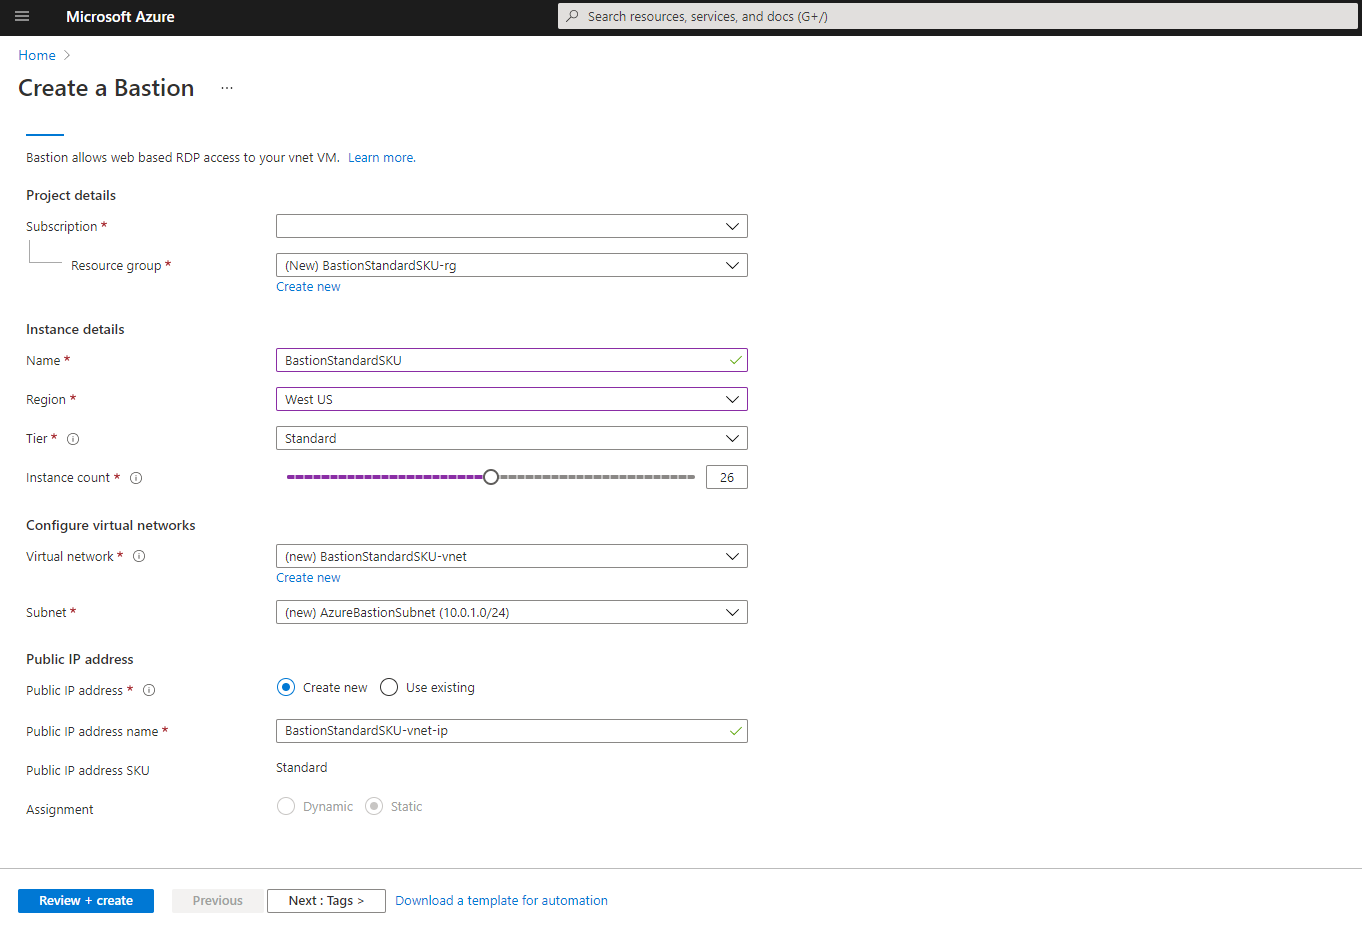 Microsoft Azure
Search resources, services, and docs (G+/)
Home
Create a Bastion ...
Bastion allows web based RDP access to your vnet VM. Learn more.
Project details
Subscription *
Resource group * (New) BastionStandardSKU-rg
Create new
Instance details
Name * BastionStandardSKU
Region * West US
Tier * Standard
Instance count * 26
Configure virtual networks
Virtual network * (new) BastionStandardSKU-vnet
Create new
Subnet * (new) AzureBastionSubnet (10.0.1.0/24)
Public IP address
Public IP address * Create new Use existing
Public IP address name * BastionStandardSKU-vnet-ip
Public IP address SKU Standard
Assignment Dynamic Static
Review + create Previous Next : Tags > Download a template for automation